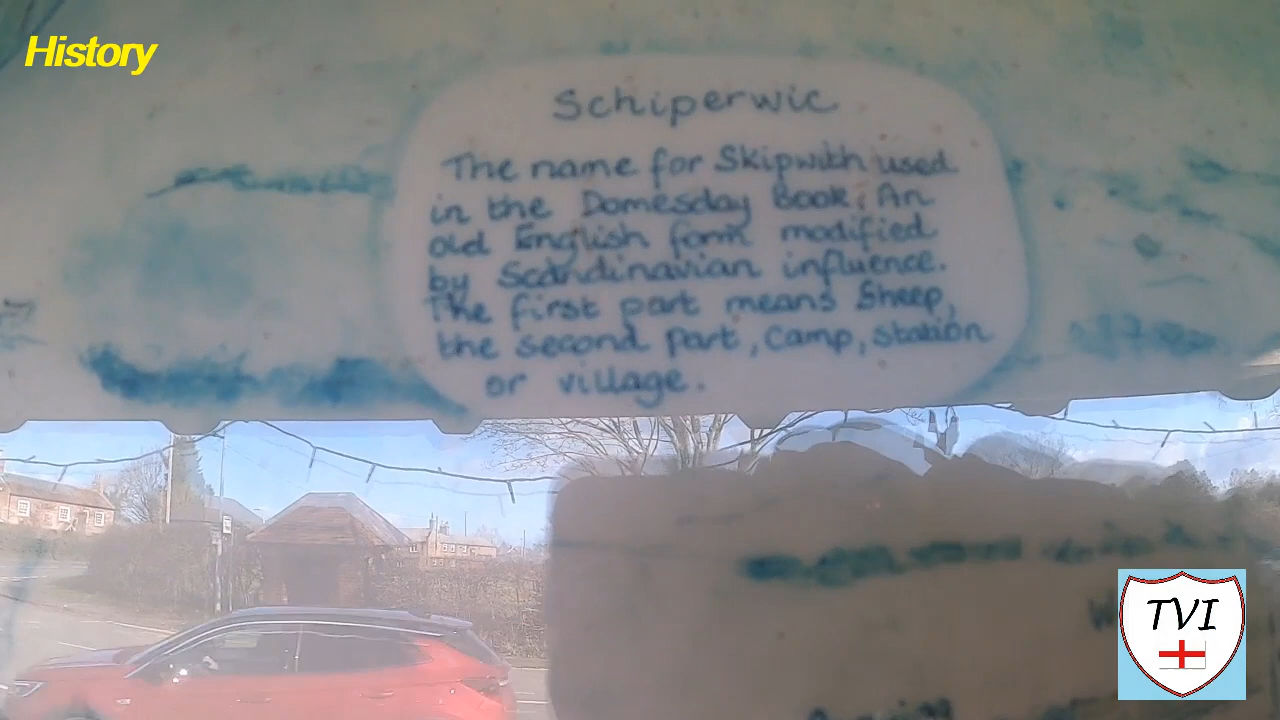 History
Schiperwic
The name for Skipwith used
in the Domesday Book. An
old English form modified
by Scandinavian influence.
The first part means Sheep,
the second part, Camp, Station
or village.
TVI